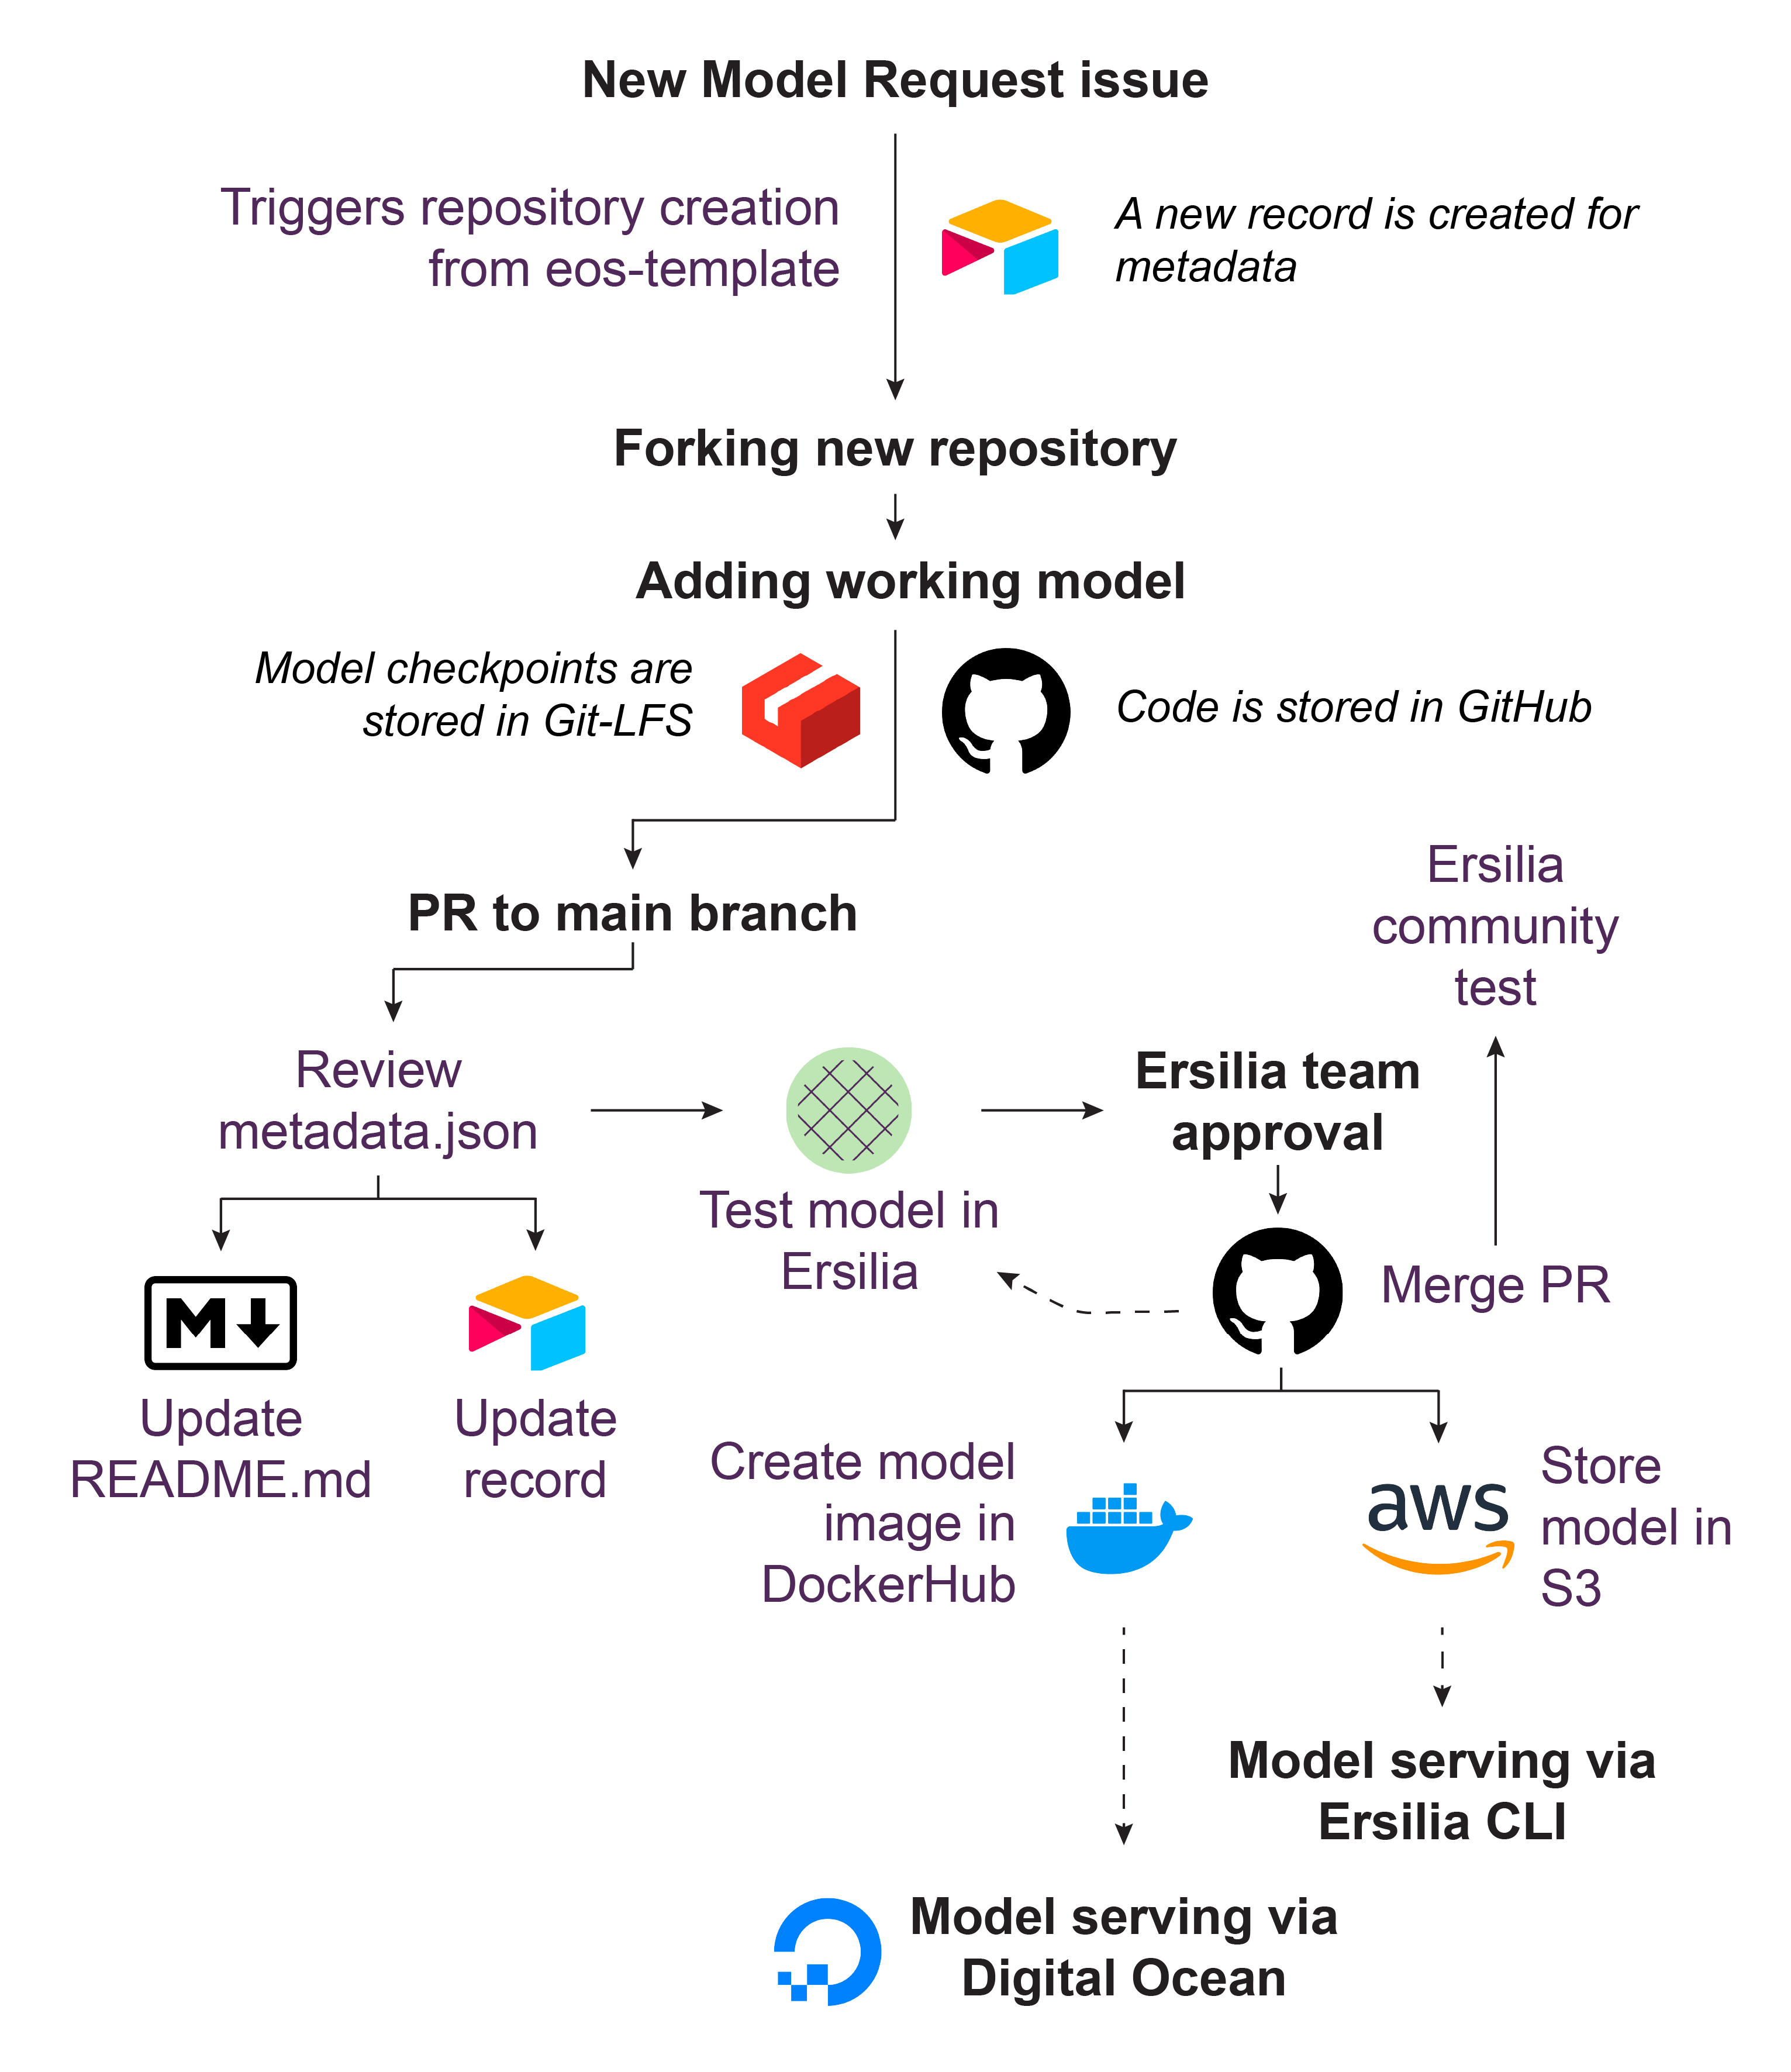 New Model Request issue
Triggers repository creation
from eos-template
A new record is created for
metadata
Forking new repository
Adding working model
Model checkpoints are
stored in Git-LFS
Code is stored in GitHub
PR to main branch
Ersilia
community
test
Review
metadata.json
Test model in
Ersilia
Ersilia team
approval
Merge PR
M
Update
README.md
Update
record
Create model
image in
DockerHub
aws
Store
model in
S3
Model serving via
Ersilia CLI
Model serving via
Digital Ocean